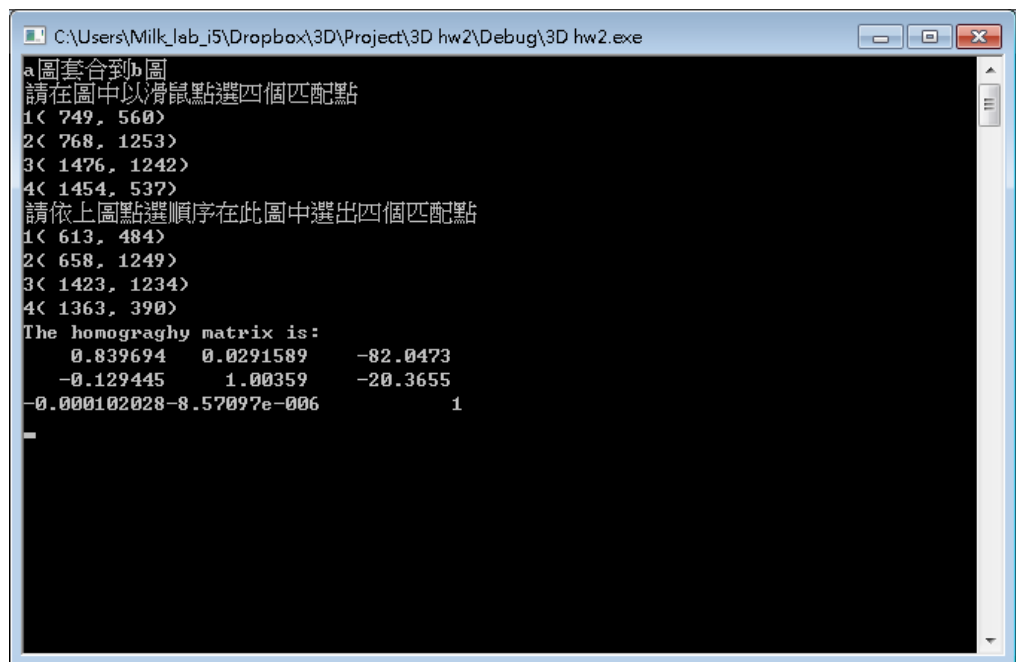 C:\Users\Milk_lab_i5\Dropbox\3D\Project\3D hw2\Debug\3D hw2.exe
a圖套合到b圖
請在圖中以滑鼠點選四個匹配點
1( 749, 560)
2( 768, 1253)
3( 1476, 1242)
4( 1454, 537)
請依上圖點選順序在此圖中選出四個匹配點
1( 613, 484)
2( 658, 1249)
3( 1423, 1234)
4( 1363, 390)
The homograghy matrix is:
0.839694 0.0291589 -82.0473
-0.129445 1.00359 -20.3655
-0.000102028-8.57097e-006 1